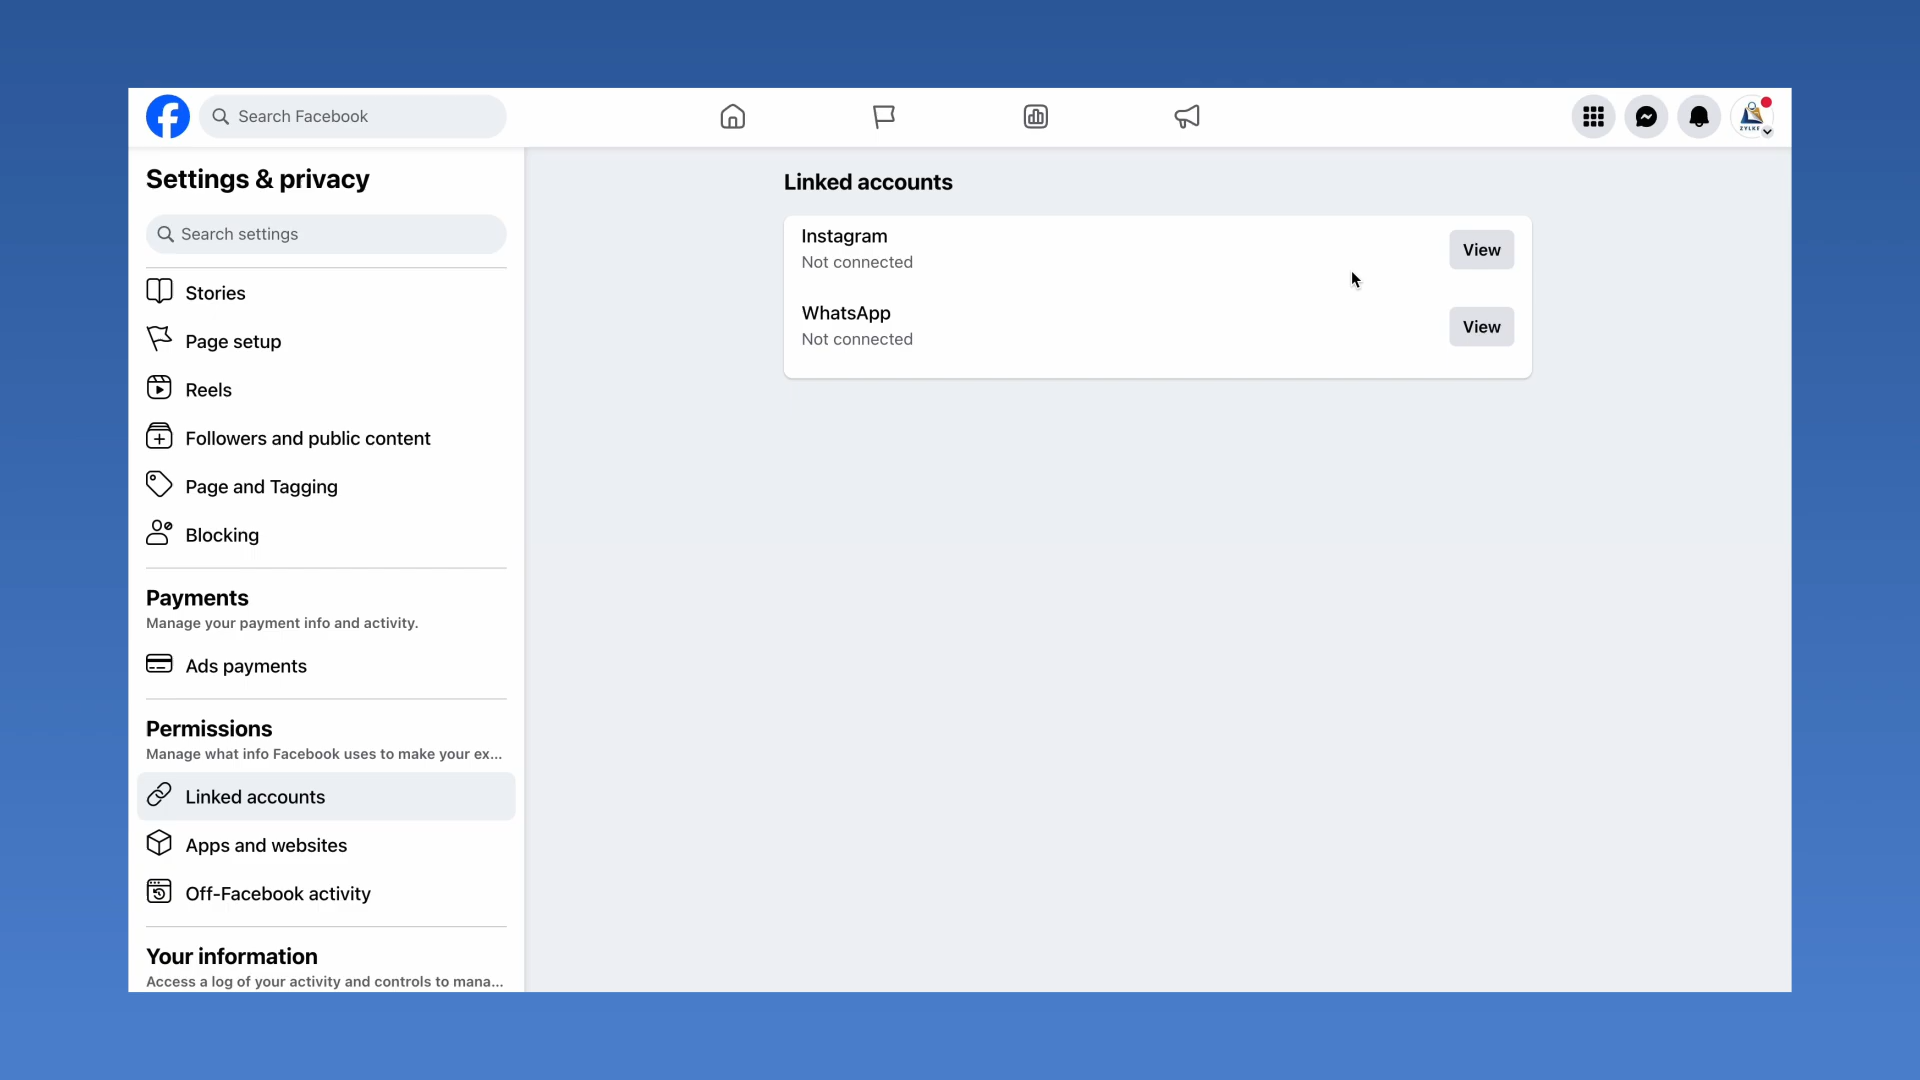 Search Facebook
ZYLKE
Settings & privacy
Search settings
Stories
Page setup
Reels
Followers and public content
Page and Tagging
Blocking
Payments
Manage your payment info and activity.
Ads payments
Permissions
Manage what info Facebook uses to make your ex...
Linked accounts
Apps and websites
Off-Facebook activity
Your information
Access a log of your activity and controls to mana...
Linked accounts
Instagram
Not connected
View
WhatsApp
Not connected
View